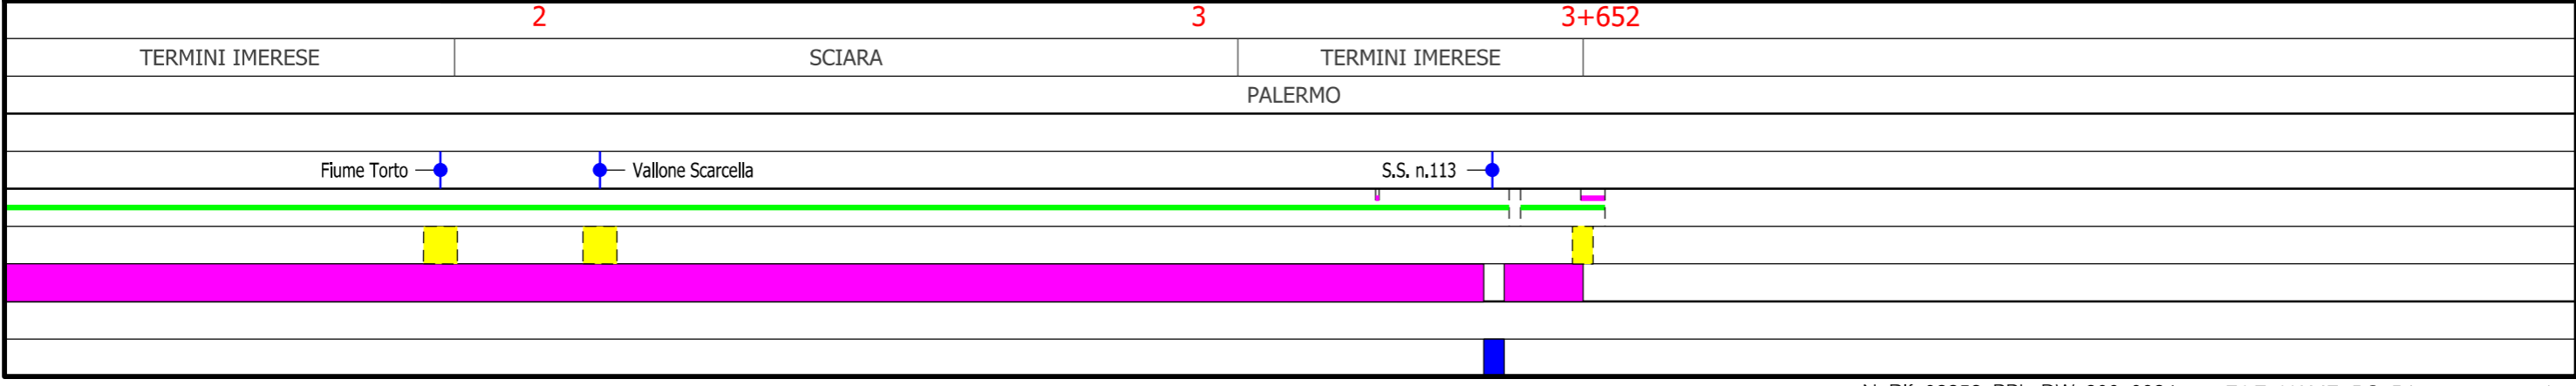 2 3 3+652
TERMINI IMERESE SCIARA TERMINI IMERESE
PALERMO
Fiume Torto Vallone Scarcella S.S. n.113